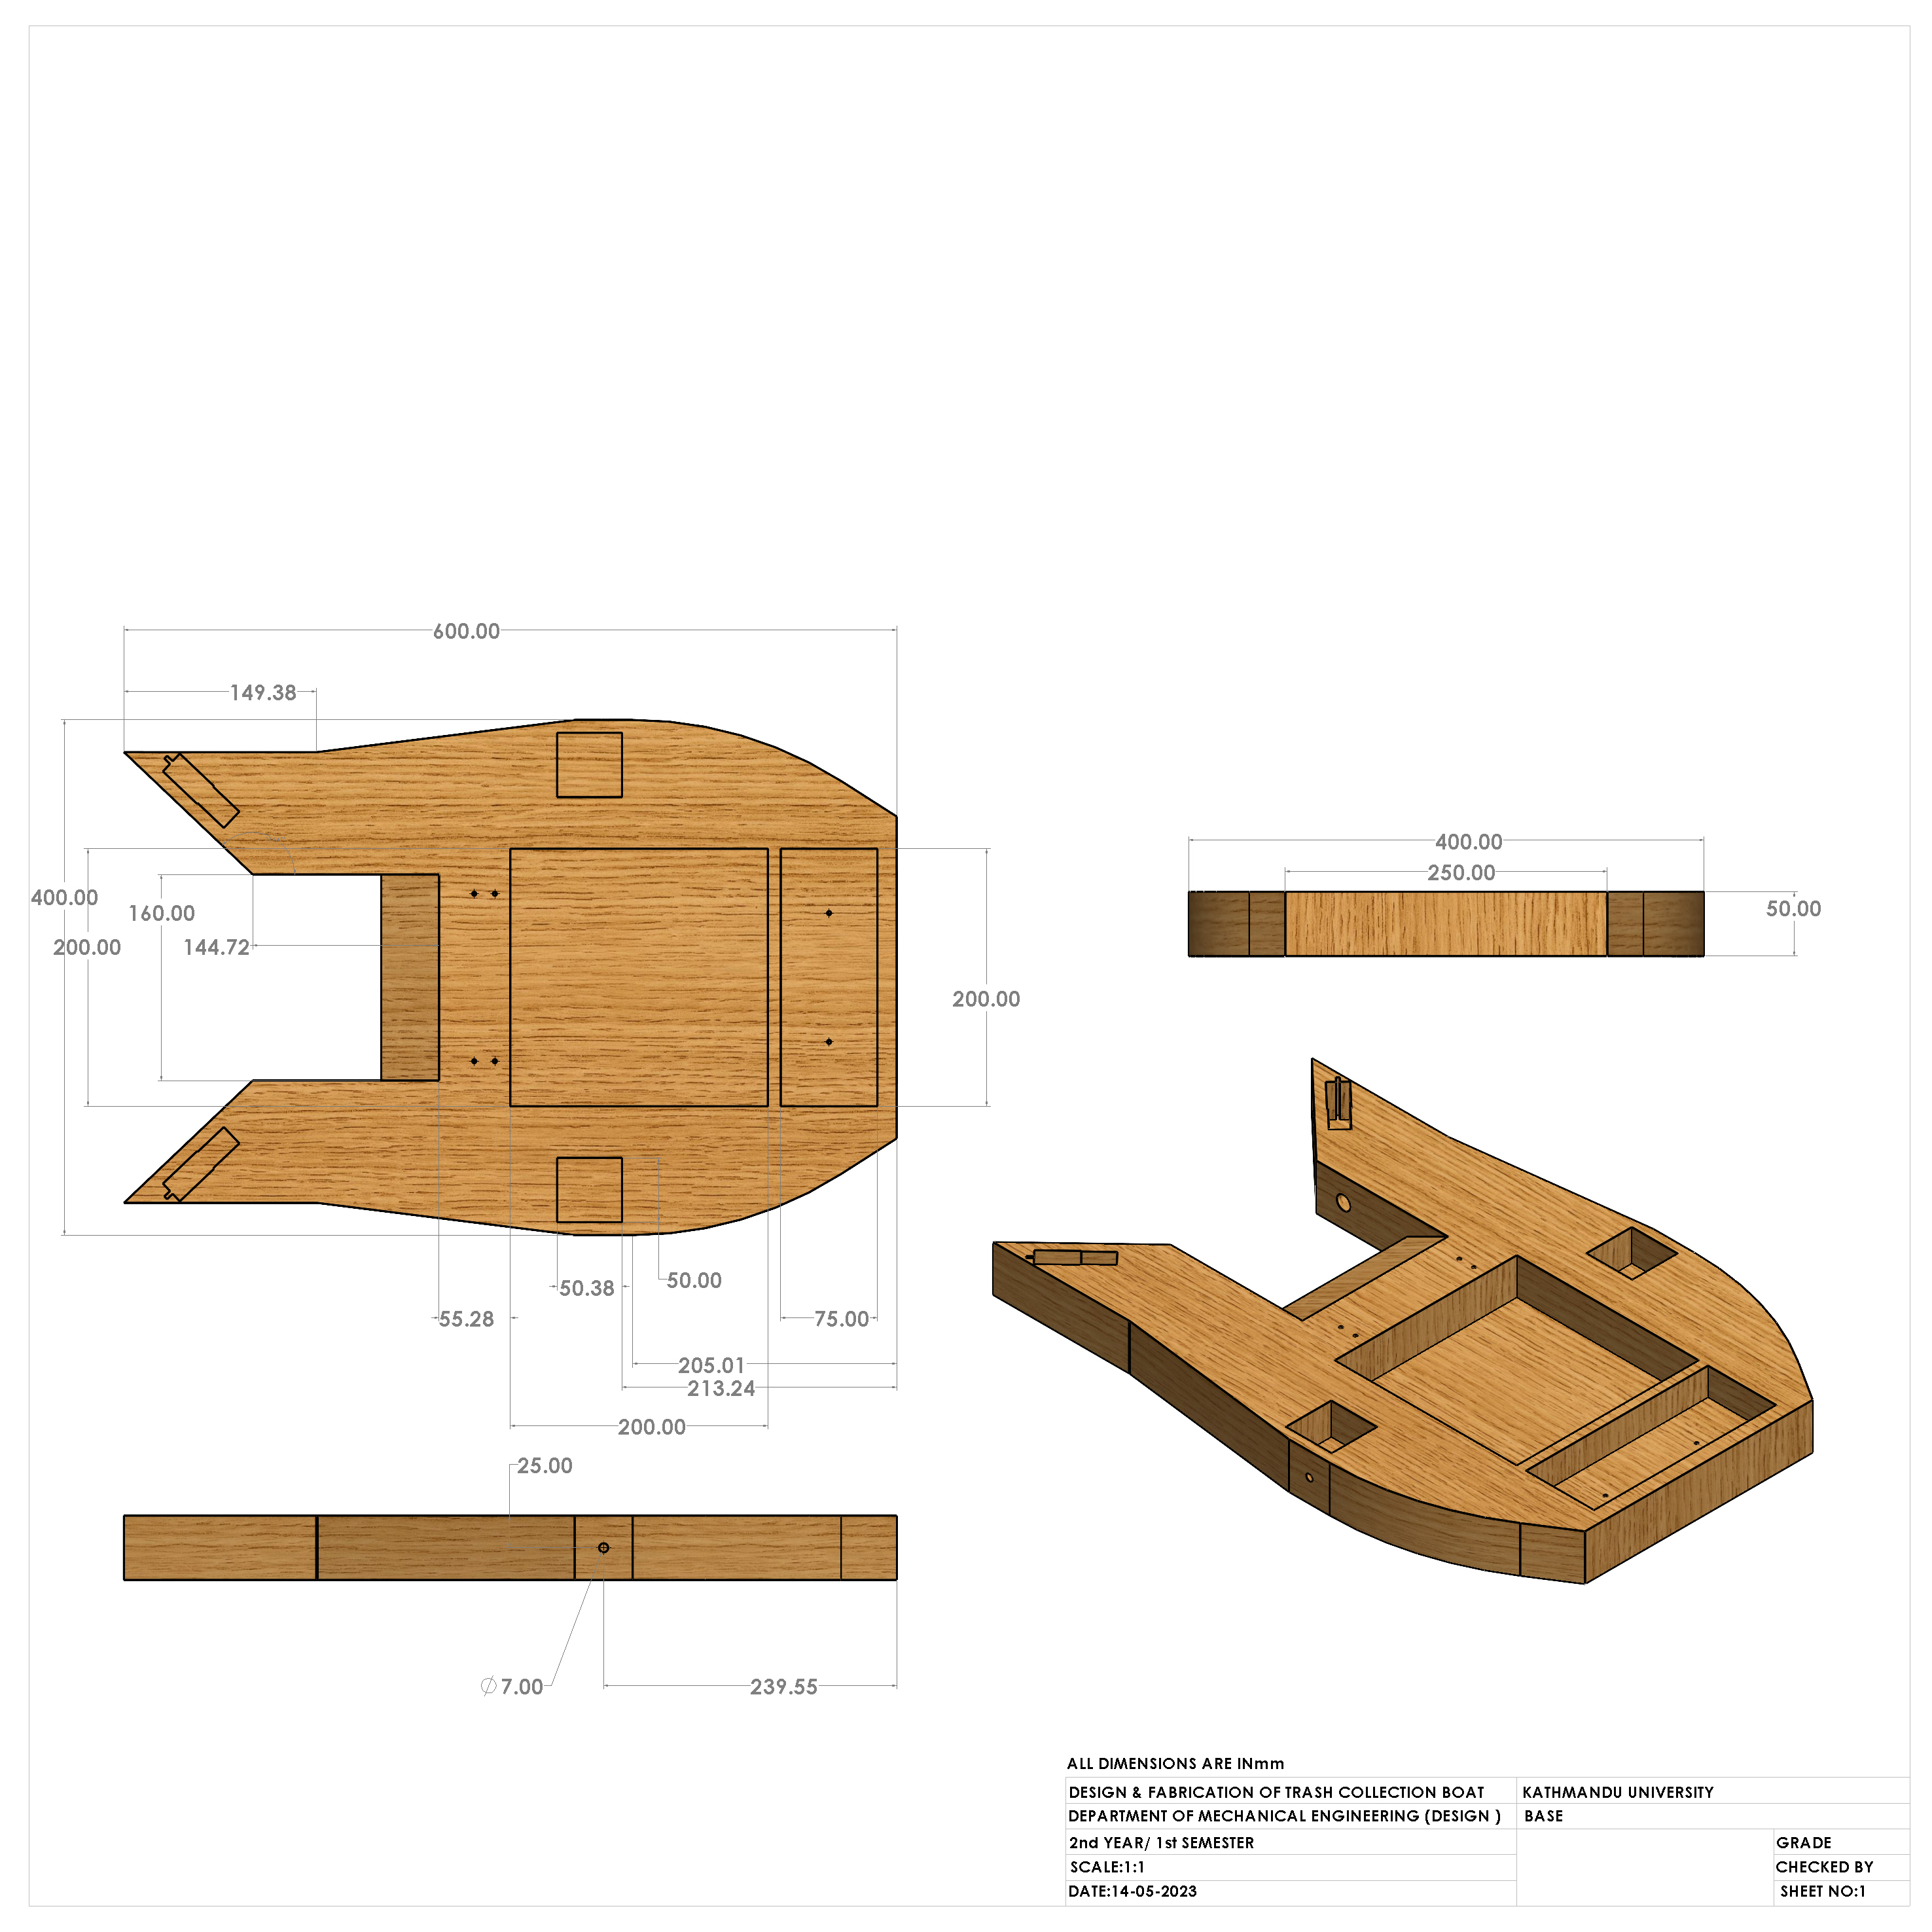 600.00
149.38
400.00
160.00
200.00
144.72
200.00
50.38
50.00
55.28
75.00
205.01
213.24
200.00
400.00
250.00
50.00
25.00
∅ 7.00
239.55
ALL DIMENSIONS ARE INmm
DESIGN & FABRICATION OF TRASH COLLECTION BOAT
KATHMANDU UNIVERSITY
DEPARTMENT OF MECHANICAL ENGINEERING (DESIGN )
BASE
2nd YEAR/ 1st SEMESTER
GRADE
SCALE:1:1
CHECKED BY
DATE:14-05-2023
SHEET NO:1